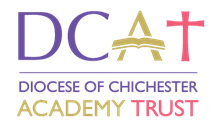 DCAt
DIOCESE OF CHICHESTER
ACADEMY TRUST